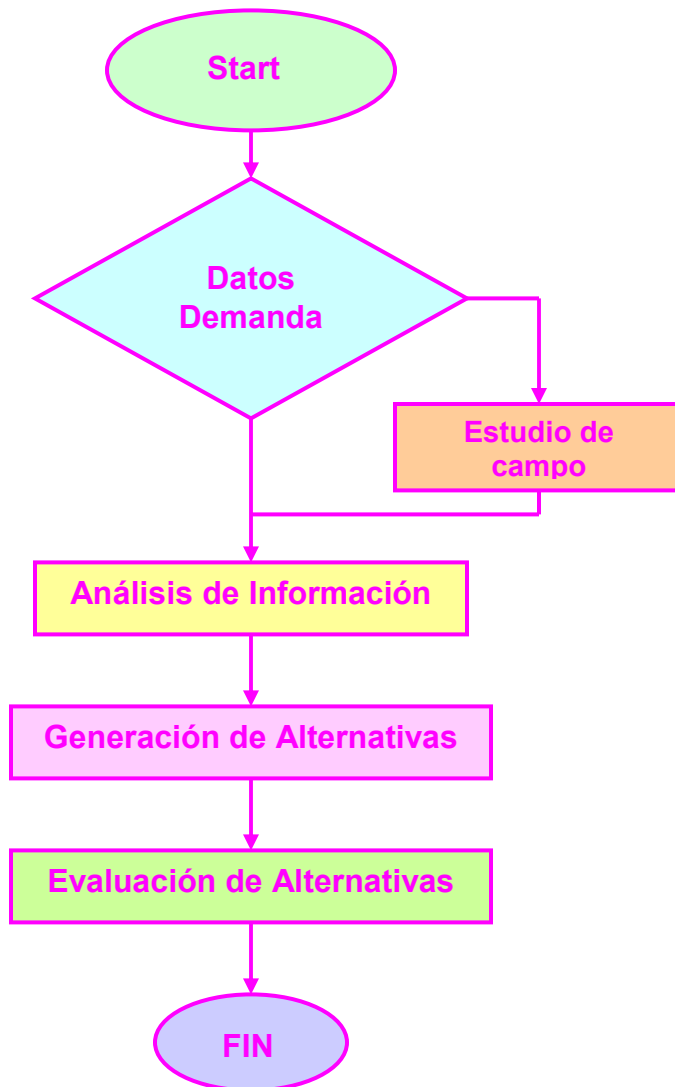 Start
Datos
Demanda
Estudio de
campo
Análisis de Información
Generación de Alternativas
Evaluación de Alternativas
FIN